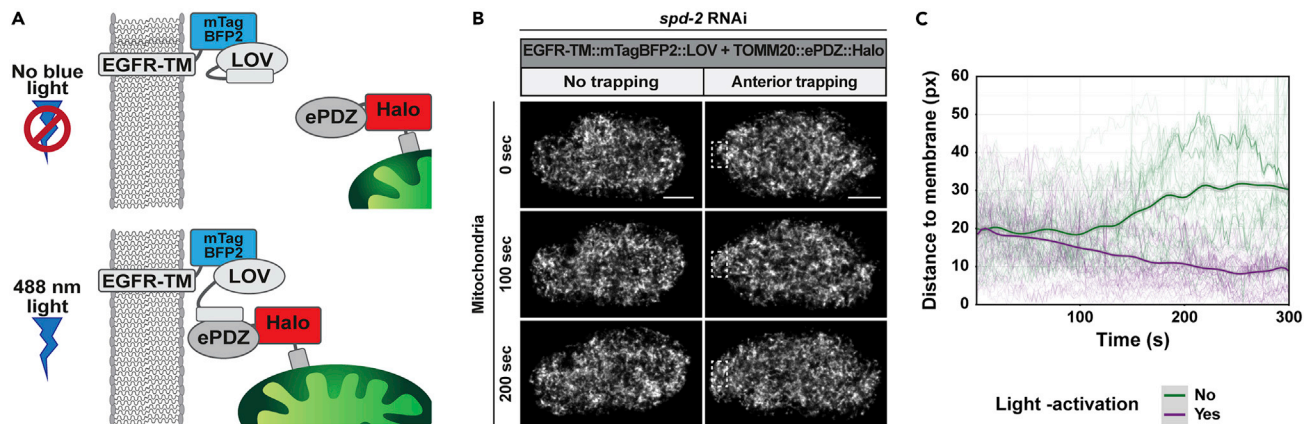 A
No blue
light
mTag
BFP2
EGFR-TM
LOV
ePDZ
Halo
488 nm
light
mTag
BFP2
EGFR-TM
LOV
ePDZ
Halo
B
spd-2 RNAi
EGFR-TM::mTagBFP2::LOV + TOMM20::ePDZ::Halo
No trapping
Anterior trapping
Mitochondria
0 sec
100 sec
200 sec
C
Distance to membrane (px)
60
50
40
30
20
10
0
100
200
300
Time (s)
Light -activation
No
Yes